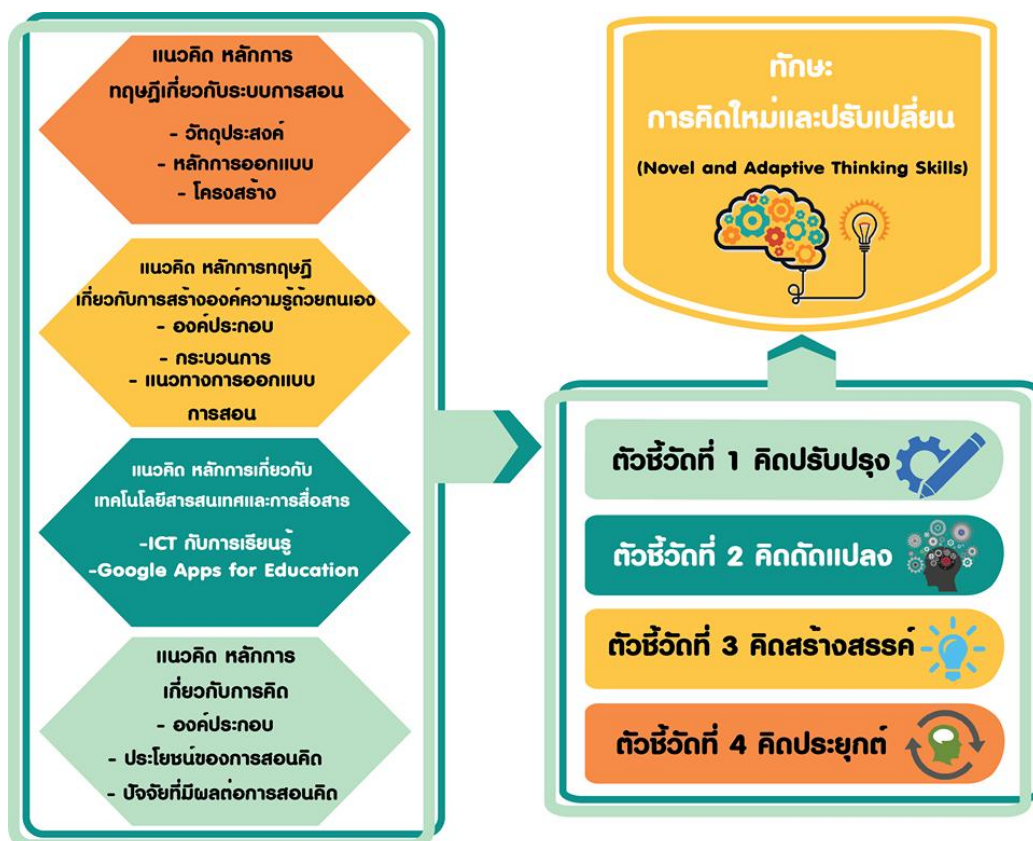 แนวคิด หลักการ
ทฤษฎีเกี่ยวกับระบบการสอน
- วัตถุประสงค์
- หลักการออกแบบ
- โครงสร้าง
แนวคิด หลักการทฤษฎี
เกี่ยวกับการสร้างองค์ความรู้ด้วยตนเอง
- องค์ประกอบ
- กระบวนการ
- แนวทางการออกแบบ
การสอน
แนวคิด หลักการเกี่ยวกับ
เทคโนโลยีสารสนเทศและการสื่อสาร
-ICT กับการเรียนรู้
-Google Apps for Education
แนวคิด หลักการ
เกี่ยวกับการคิด
- องค์ประกอบ
- ประโยชน์ของการสอนคิด
- ปัจจัยที่มีผลต่อการสอนคิด
ทักษะ
การคิดใหม่และปรับเปลี่ยน
(Novel and Adaptive Thinking Skills)
ตัวชี้วัดที่ 1 คิดปรับปรุง
ตัวชี้วัดที่ 2 คิดดัดแปลง
ตัวชี้วัดที่ 3 คิดสร้างสรรค์
ตัวชี้วัดที่ 4 คิดประยุกต์